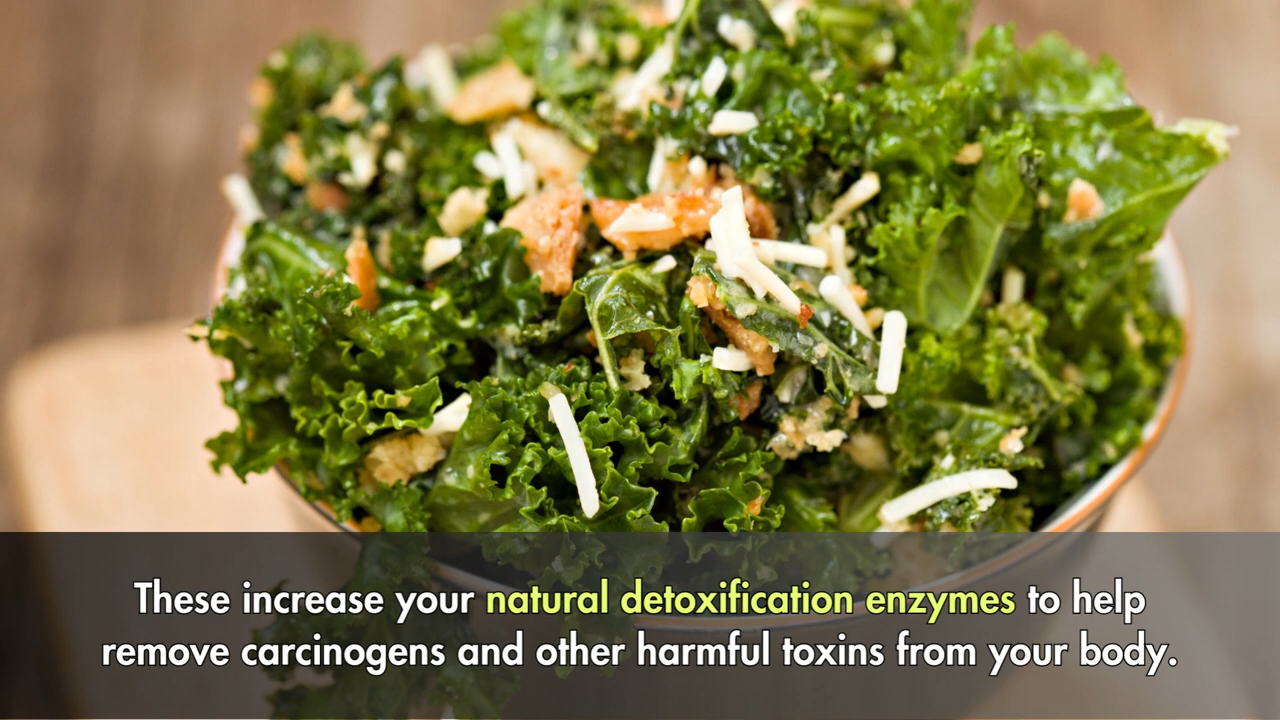 These increase your natural detoxification enzymes to help
remove carcinogens and other harmful toxins from your body.